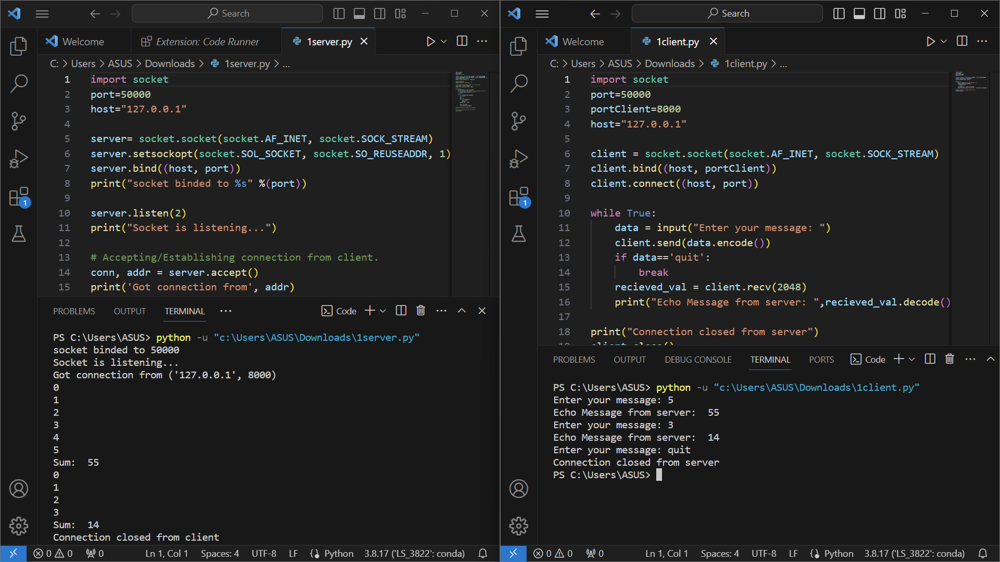 Search
Welcome
Extension: Code Runner
1server.py
C: > Users > ASUS > Downloads > 1server.py > ...
1 import socket
2 port=50000
3 host="127.0.0.1"
4
5 server= socket.socket(socket.AF_INET, socket.SOCK_STREAM)
6 server.setsockopt(socket.SOL_SOCKET, socket.SO_REUSEADDR, 1)
7 server.bind((host, port))
8 print("socket binded to %s" %(port))
9
10 server.listen(2)
11 print("Socket is listening...")
12
13 # Accepting/Establishing connection from client.
14 conn, addr = server.accept()
15 print('Got connection from', addr)
1
PROBLEMS OUTPUT TERMINAL ··· Code
PS C:\Users\ASUS> python -u "c:\Users\ASUS\Downloads\1server.py"
socket binded to 50000
Socket is listening...
Got connection from ('127.0.0.1', 8000)
0
1
2
3
4
5
Sum:  55
0
1
2
3
Sum:  14
Connection closed from client
0 0 0 Ln 1, Col 1 Spaces: 4 UTF-8 LF Python 3.8.17 ('LS_3822': conda)
Search
Welcome
1client.py
C: > Users > ASUS > Downloads > 1client.py > ...
1 import socket
2 port=50000
3 portClient=8000
4 host="127.0.0.1"
5
6 client = socket.socket(socket.AF_INET, socket.SOCK_STREAM)
7 client.bind((host, portClient))
8 client.connect((host, port))
9
10 while True:
11     data = input("Enter your message: ")
12     client.send(data.encode())
13     if data=='quit':
14         break
15     recieved_val = client.recv(2048)
16     print("Echo Message from server: ",recieved_val.decode()
17
18 print("Connection closed from server")
19 client.close()
1
PROBLEMS OUTPUT DEBUG CONSOLE TERMINAL PORTS Code
PS C:\Users\ASUS> python -u "c:\Users\ASUS\Downloads\1client.py"
Enter your message: 5
Echo Message from server:  55
Enter your message: 3
Echo Message from server:  14
Enter your message: quit
Connection closed from server
PS C:\Users\ASUS>
0 0 0 Ln 1, Col 1 Spaces: 4 UTF-8 LF Python 3.8.17 ('LS_3822': conda)